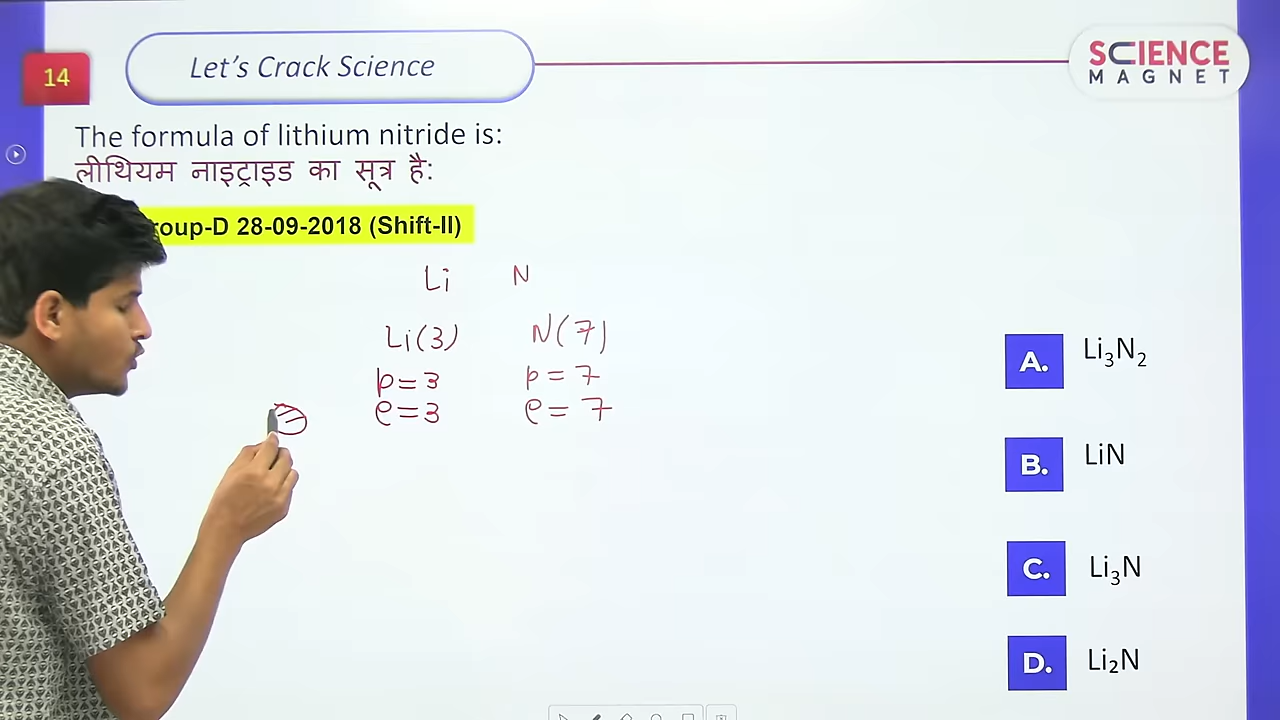 14
Let's Crack Science
SCIENCE
MAGNET
The formula of lithium nitride is:
लीथियम नाइट्राइड का सूत्र है:
roup-D 28-09-2018 (Shift-II)
Li N
Li(3) N(7)
p=3 p=7
e=3 e=7
A. Li₃N₂
B. LiN
C. Li₃N
D. Li₂N